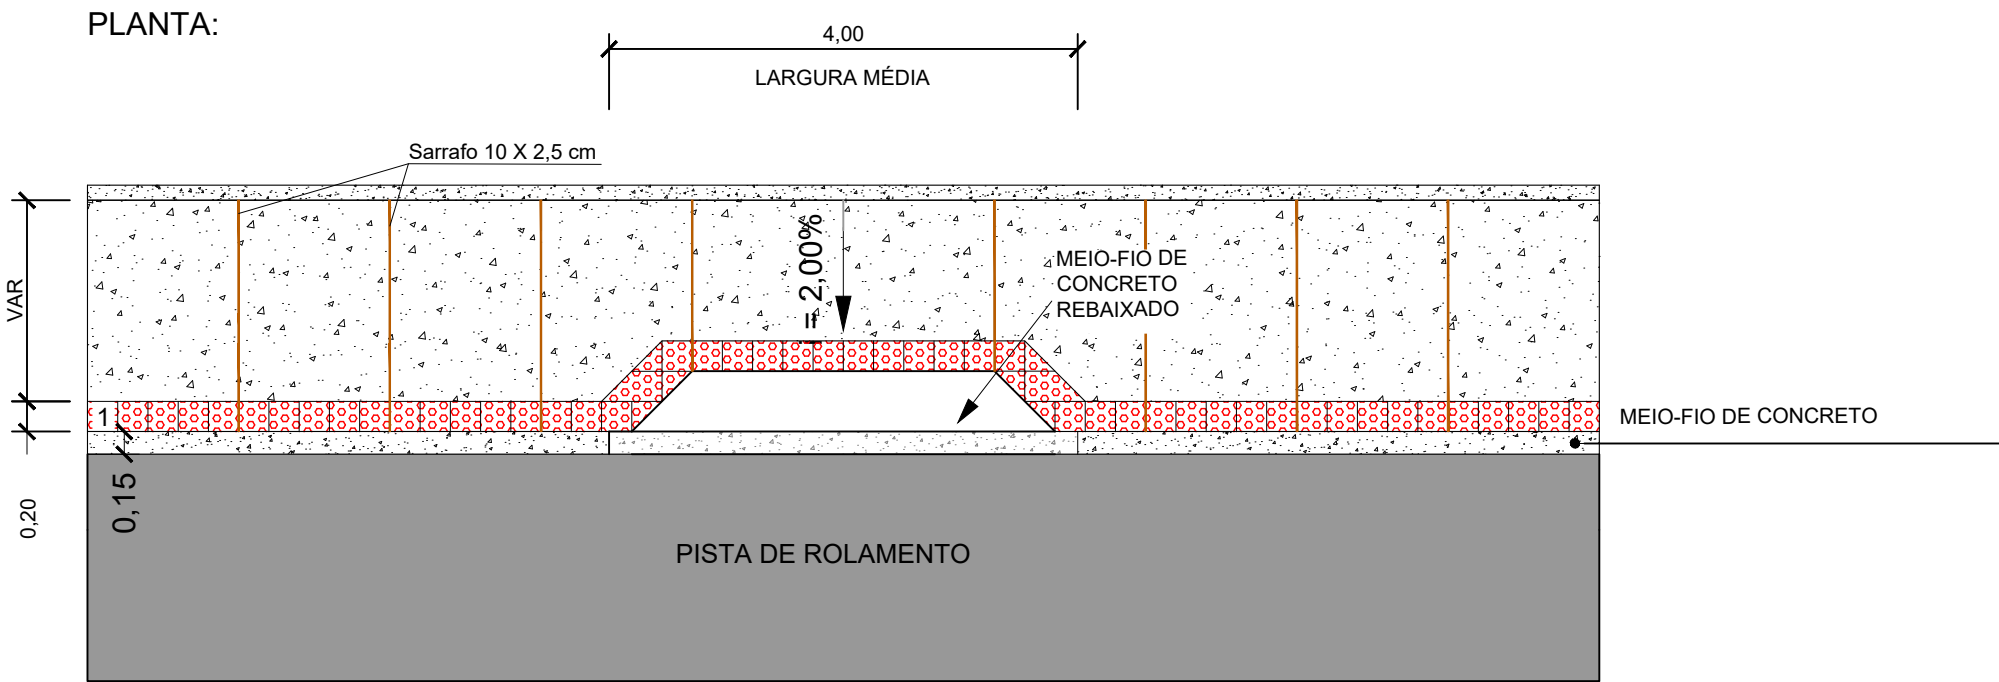 PLANTA:
4,00
LARGURA MÉDIA
Sarrafo 10 X 2,5 cm
VAR
= 2,00%
MEIO-FIO DE
CONCRETO
REBAIXADO
1
MEIO-FIO DE CONCRETO
0,20
0,15
PISTA DE ROLAMENTO